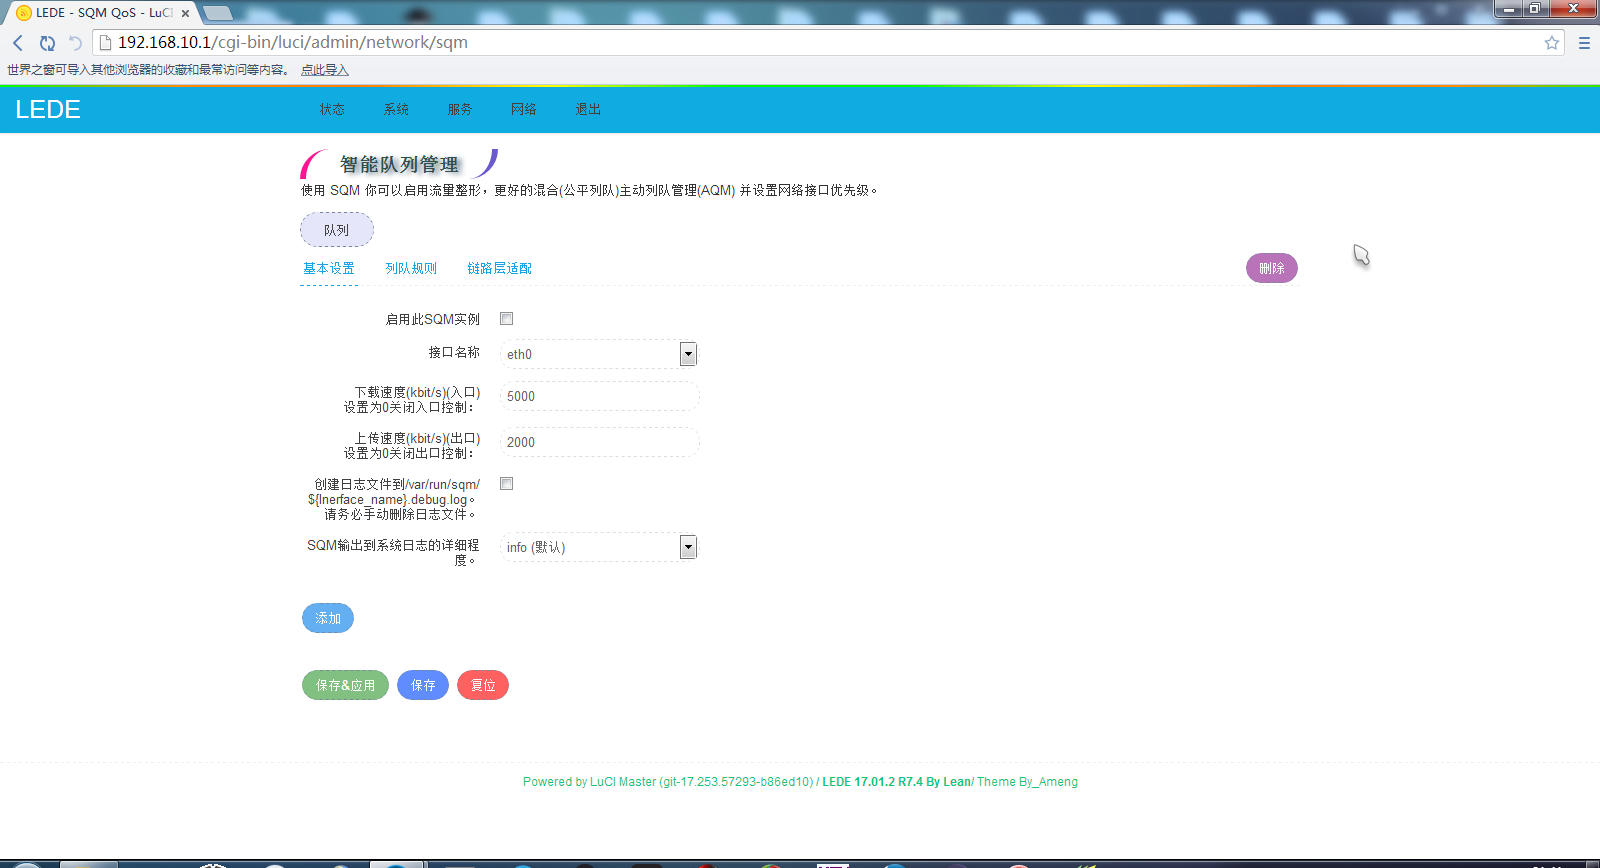 LEDE - SQM QoS - LuCI
192.168.10.1/cgi-bin/luci/admin/network/sqm
世界之窗可导入其他浏览器的收藏和最常访问等内容。 点此导入
LEDE 状态 系统 服务 网络 退出
智能队列管理
使用 SQM 你可以启用流量整形，更好的混合(公平列队)主动列队管理(AQM) 并设置网络接口优先级。
队列
基本设置 列队规则 链路层适配 删除
启用此SQM实例
接口名称 eth0
下载速度(kbit/s)(入口)
设置为0关闭入口控制：
5000
上传速度(kbit/s)(出口)
设置为0关闭出口控制：
2000
创建日志文件到/var/run/sqm/
${Inerface_name}.debug.log。
请务必手动删除日志文件。
SQM输出到系统日志的详细程
度。
info (默认)
添加
保存&应用 保存 复位
Powered by LuCI Master (git-17.253.57293-b86ed10) / LEDE 17.01.2 R7.4 By Lean/ Theme By_Ameng